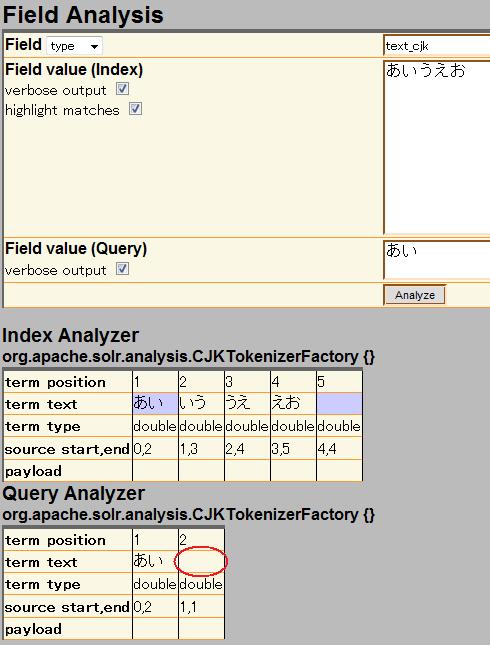 Field Analysis
Field type text_cjk
Field value (Index) あいうえお
verbose output
highlight matches
Field value (Query) あい
verbose output
Analyze
Index Analyzer
org.apache.solr.analysis.CJKTokenizerFactory {}
term position 1 2 3 4 5
term text あい いう うえ えお
term type double double double double double
source start,end 0,2 1,3 2,4 3,5 4,4
payload
Query Analyzer
org.apache.solr.analysis.CJKTokenizerFactory {}
term position 1 2
term text あい
term type double double
source start,end 0,2 1,1
payload